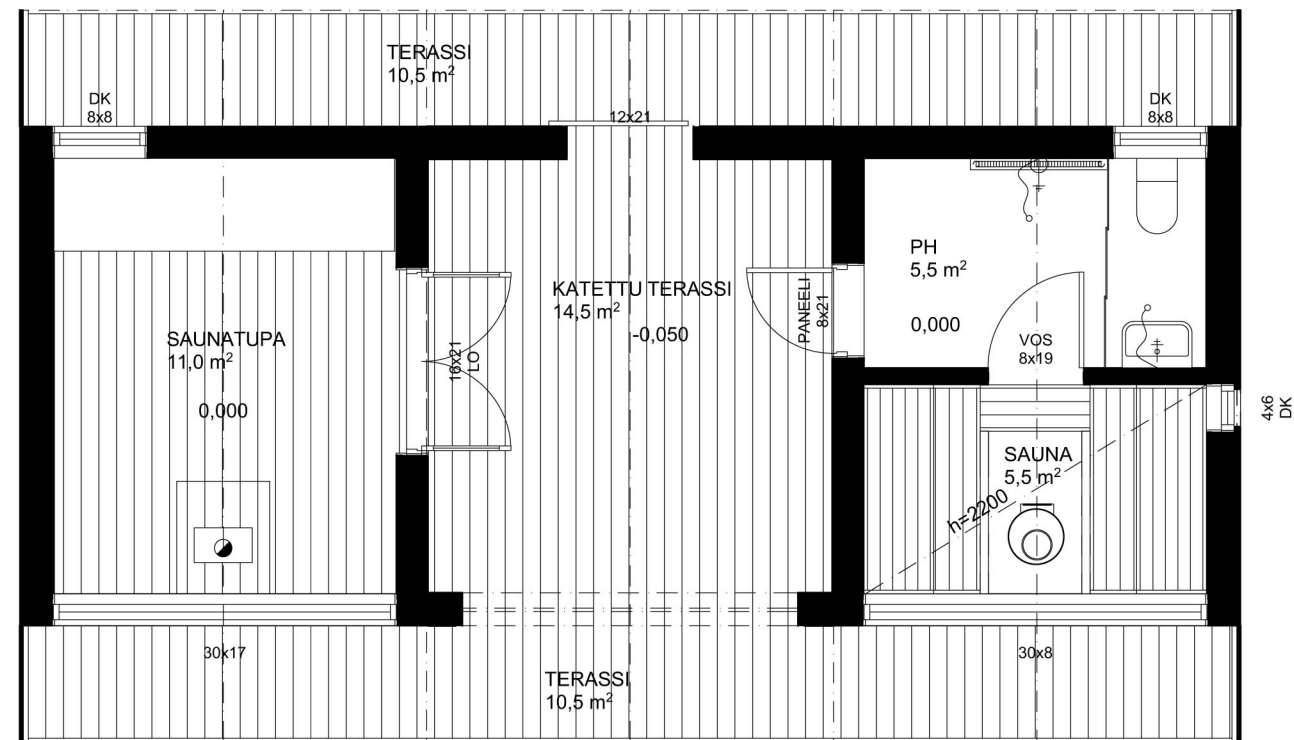 TERASSI
10,5 m²
DK
8x8
12x21
DK
8x8
PH
5,5 m²
0,000
KATETTU TERASSI
14,5 m²
-0,050
PANEELI
8x21
VOS
8x19
SAUNATUPA
11,0 m²
0,000
16x21
LO
4x6
DK
SAUNA
5,5 m²
h=2200
30x17
30x8
TERASSI
10,5 m²